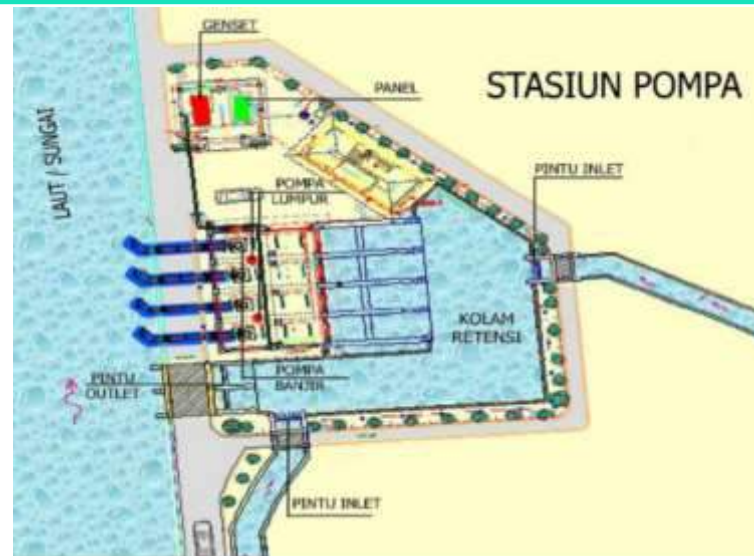 GENSET
STASIUN POMPA
PANEL
LAUT / SUNGAI
PINTU INLET
POMPA
LUMPUR
KOLAM
RETENSI
POMPA
BANJIR
PINTU
OUTLET
PINTU INLET